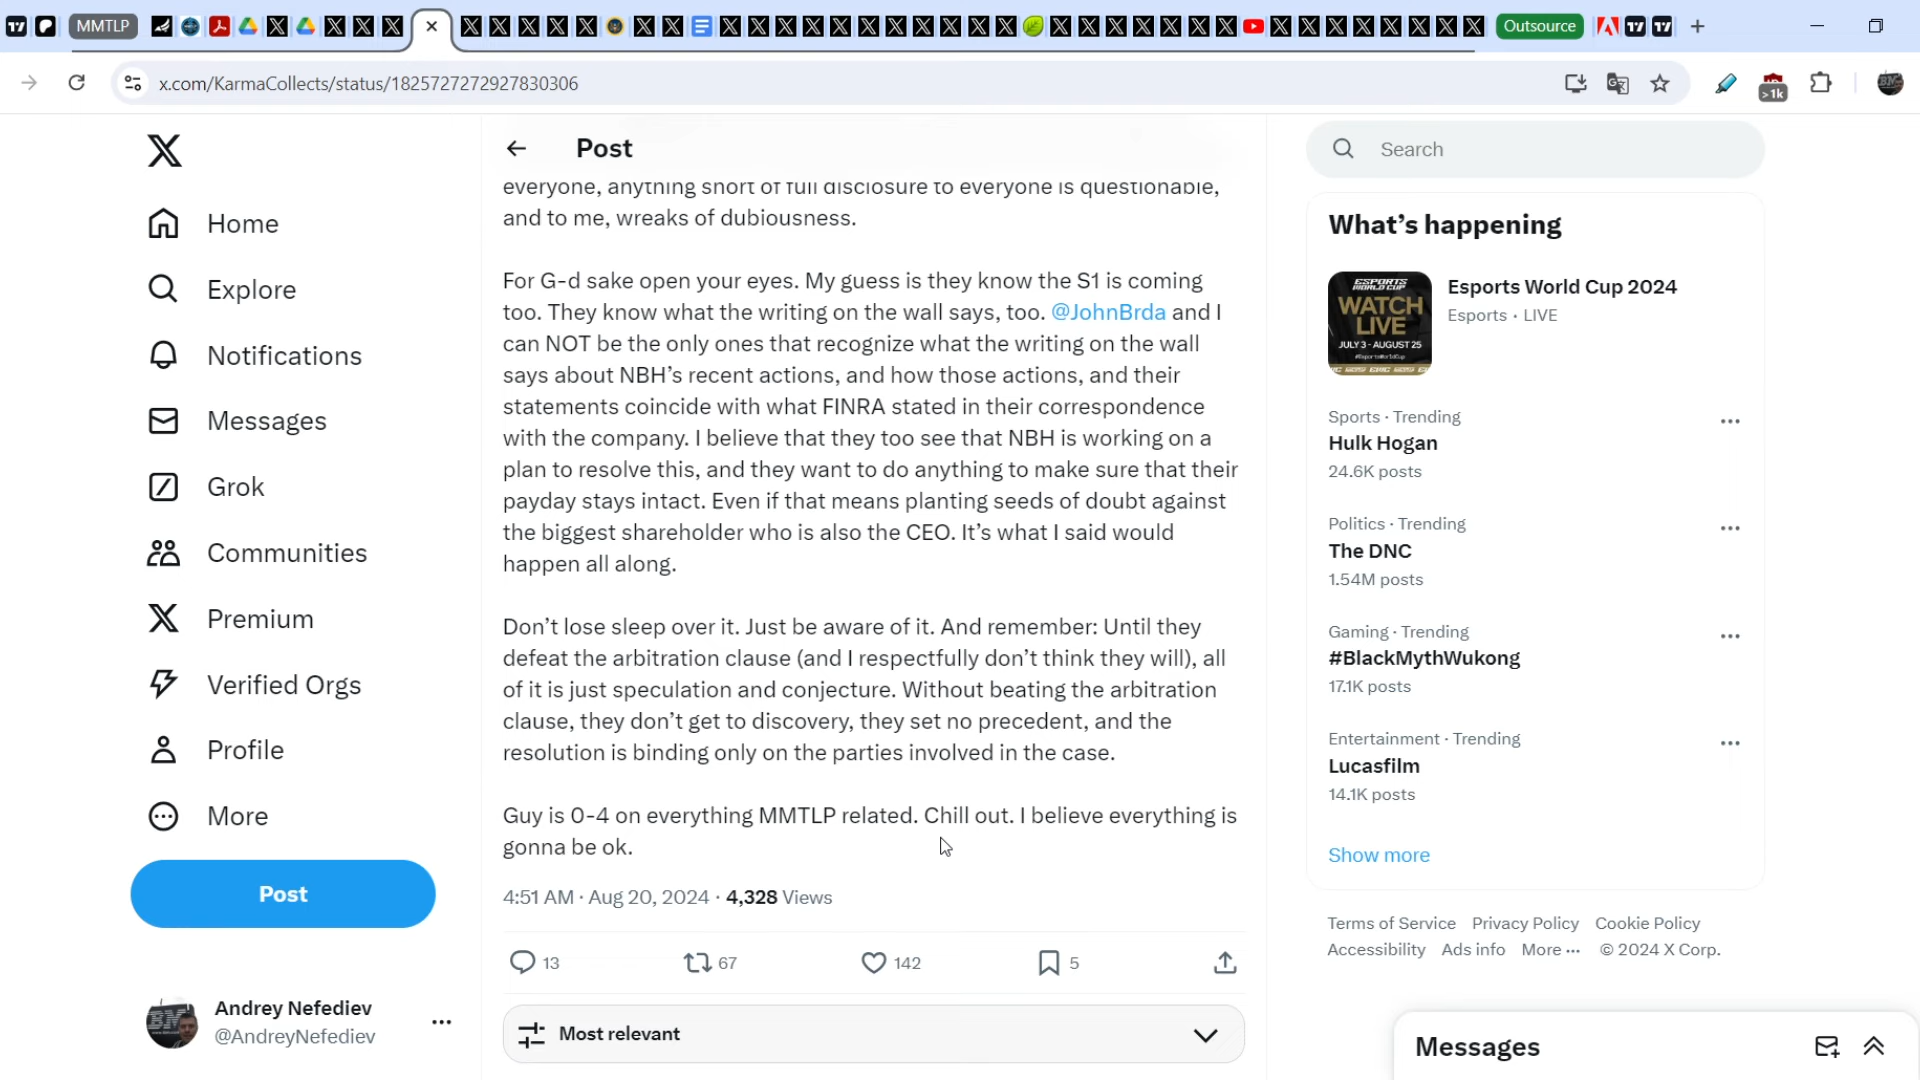 MMTLP
Outsource
x.com/KarmaCollects/status/1825727272927830306
>1k
Home
Explore
Notifications
Messages
Grok
Communities
Premium
Verified Orgs
Profile
More
Post
Andrey Nefediev
@AndreyNefediev
Post
everyone, anything short of full disclosure to everyone is questionable,
and to me, wreaks of dubiousness.
For G-d sake open your eyes. My guess is they know the S1 is coming
too. They know what the writing on the wall says, too. @JohnBrda and I
can NOT be the only ones that recognize what the writing on the wall
says about NBH’s recent actions, and how those actions, and their
statements coincide with what FINRA stated in their correspondence
with the company. I believe that they too see that NBH is working on a
plan to resolve this, and they want to do anything to make sure that their
payday stays intact. Even if that means planting seeds of doubt against
the biggest shareholder who is also the CEO. It’s what I said would
happen all along.
Don’t lose sleep over it. Just be aware of it. And remember: Until they
defeat the arbitration clause (and I respectfully don’t think they will), all
of it is just speculation and conjecture. Without beating the arbitration
clause, they don’t get to discovery, they set no precedent, and the
resolution is binding only on the parties involved in the case.
Guy is 0-4 on everything MMTLP related. Chill out. I believe everything is
gonna be ok.
4:51 AM · Aug 20, 2024 · 4,328 Views
13
67
142
5
Most relevant
Search
What’s happening
ESPORTS
WORLD CUP
WATCH
LIVE
JULY 3 - AUGUST 25
Esports World Cup 2024
Esports · LIVE
Sports · Trending
Hulk Hogan
24.6K posts
Politics · Trending
The DNC
1.54M posts
Gaming · Trending
#BlackMythWukong
17.1K posts
Entertainment · Trending
Lucasfilm
14.1K posts
Show more
Terms of Service Privacy Policy Cookie Policy
Accessibility Ads info More ··· © 2024 X Corp.
Messages